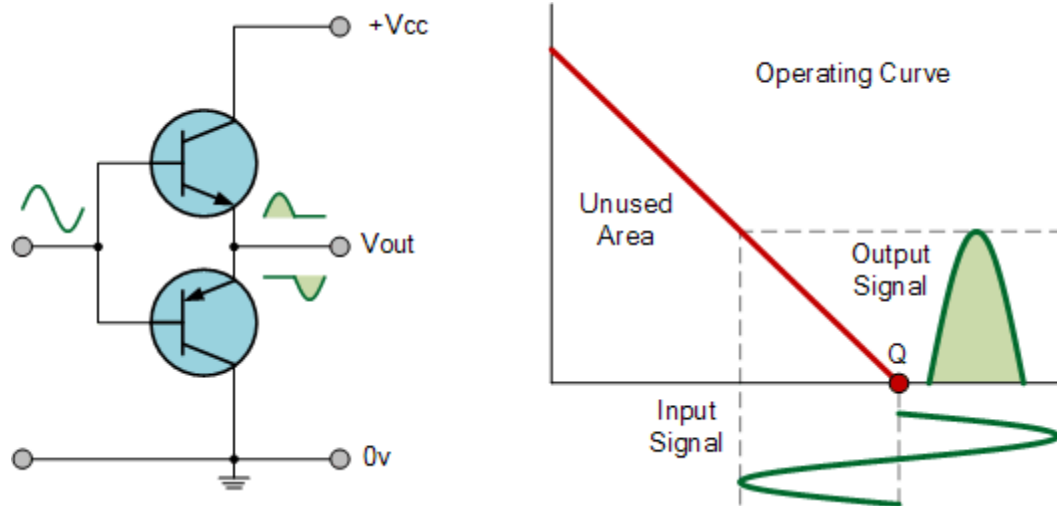 +Vcc
Vout
0v
Operating Curve
Unused
Area
Output
Signal
Q
Input
Signal